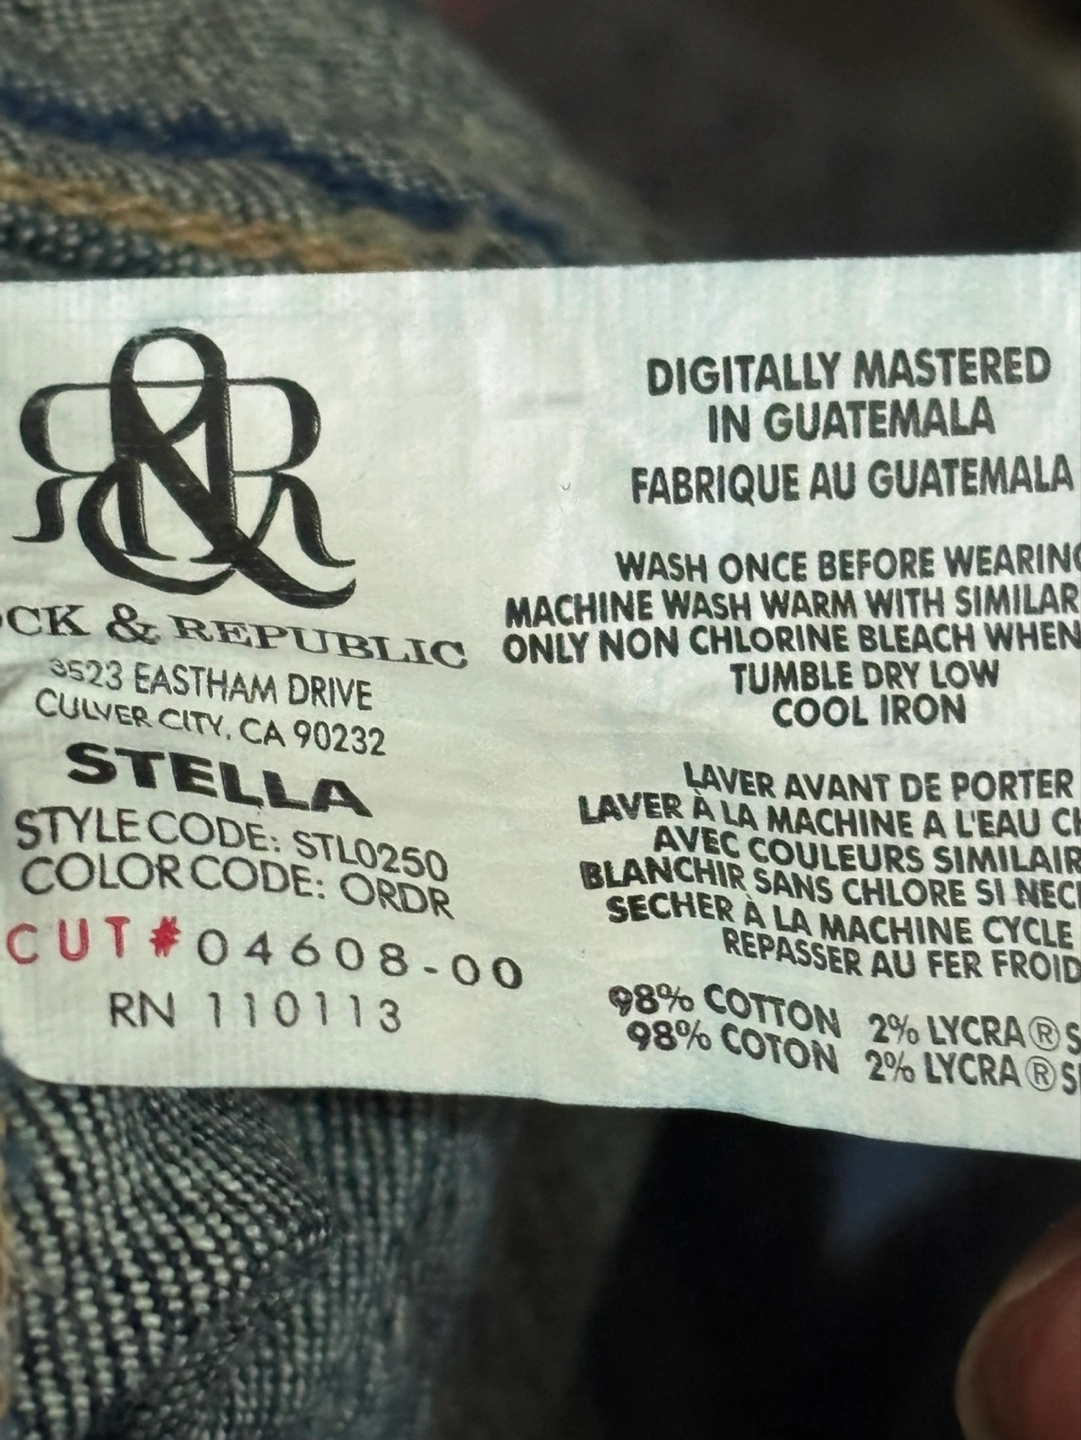 R&R
CK & REPUBLIC
3523 EASTHAM DRIVE
CULVER CITY, CA 90232
STELLA
STYLE CODE: STL0250
COLOR CODE: ORDR
CUT# 04608-00
RN 110113
DIGITALLY MASTERED
IN GUATEMALA
FABRIQUE AU GUATEMALA
WASH ONCE BEFORE WEARING
MACHINE WASH WARM WITH SIMILAR
ONLY NON CHLORINE BLEACH WHEN
TUMBLE DRY LOW
COOL IRON
LAVER AVANT DE PORTER
LAVER À LA MACHINE A L'EAU
AVEC COULEURS SIMILAIR
BLANCHIR SANS CHLORE SI NEC
SECHER À LA MACHINE CYCLE
REPASSER AU FER FROID
98% COTTON 2% LYCRA® S
98% COTON 2% LYCRA® S